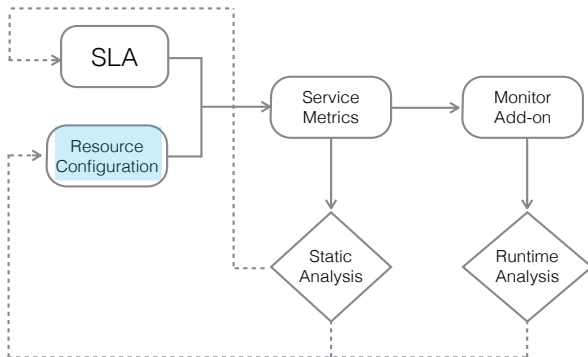 SLA
Resource
Configuration
Service
Metrics
Monitor
Add-on
Static
Analysis
Runtime
Analysis